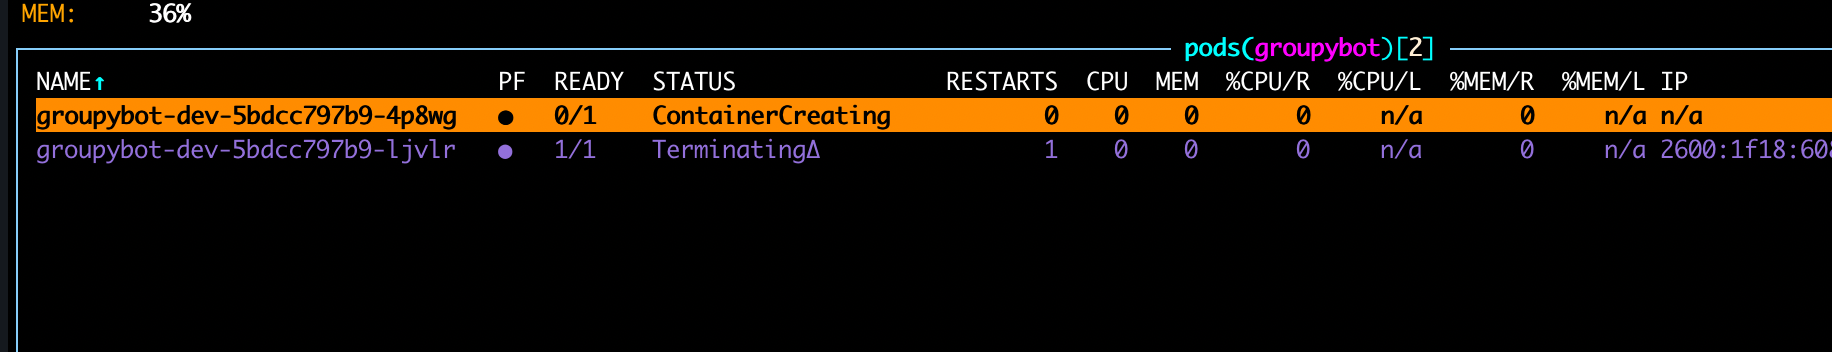 MEM: 36%
pods(groupybot)[2]
NAME↑ PF READY STATUS RESTARTS CPU MEM %CPU/R %CPU/L %MEM/R %MEM/L IP
groupybot-dev-5bdcc797b9-4p8wg ● 0/1 ContainerCreating 0 0 0 0 n/a 0 n/a n/a
groupybot-dev-5bdcc797b9-ljvlr ● 1/1 TerminatingΔ 1 0 0 0 n/a 0 n/a 2600:1f18:608